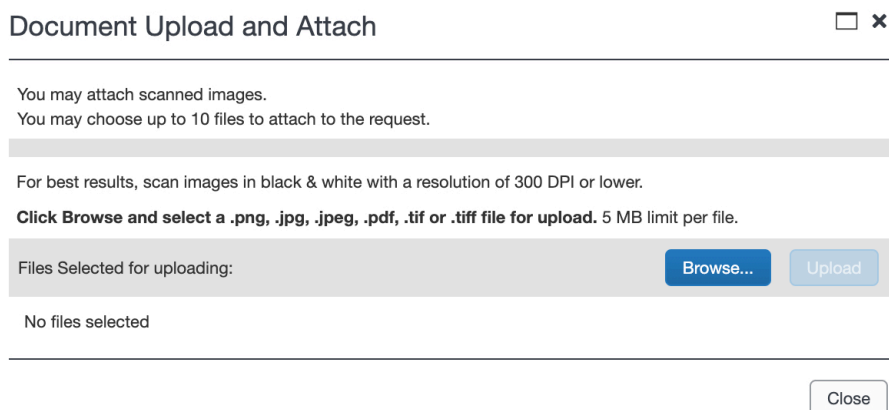 Document Upload and Attach
You may attach scanned images.
You may choose up to 10 files to attach to the request.
For best results, scan images in black & white with a resolution of 300 DPI or lower.
Click Browse and select a .png, .jpg, .jpeg, .pdf, .tif or .tiff file for upload. 5 MB limit per file.
Files Selected for uploading: Browse... Upload
No files selected
Close